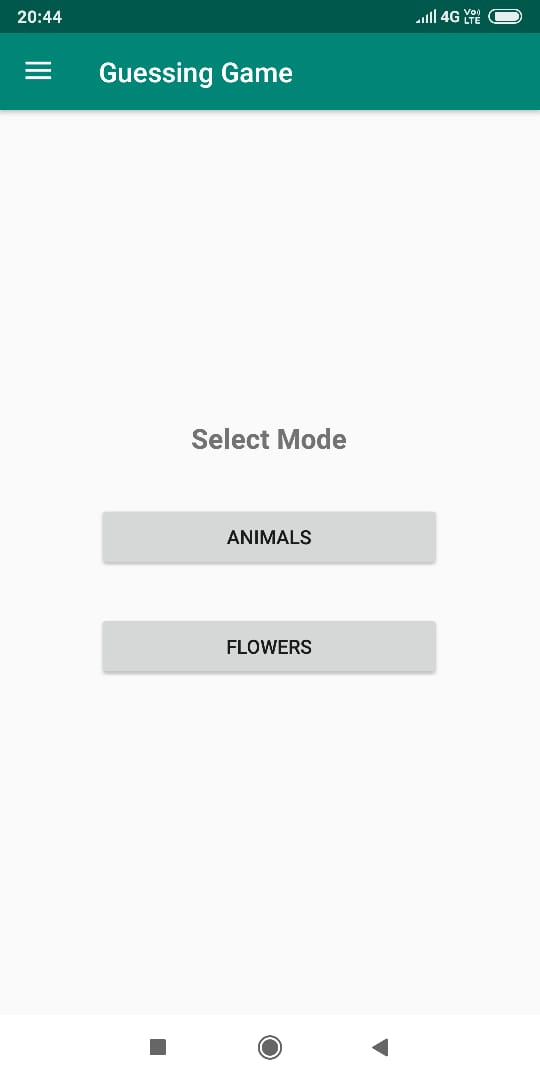 20:44 4G Vo) LTE
Guessing Game
Select Mode
ANIMALS
FLOWERS